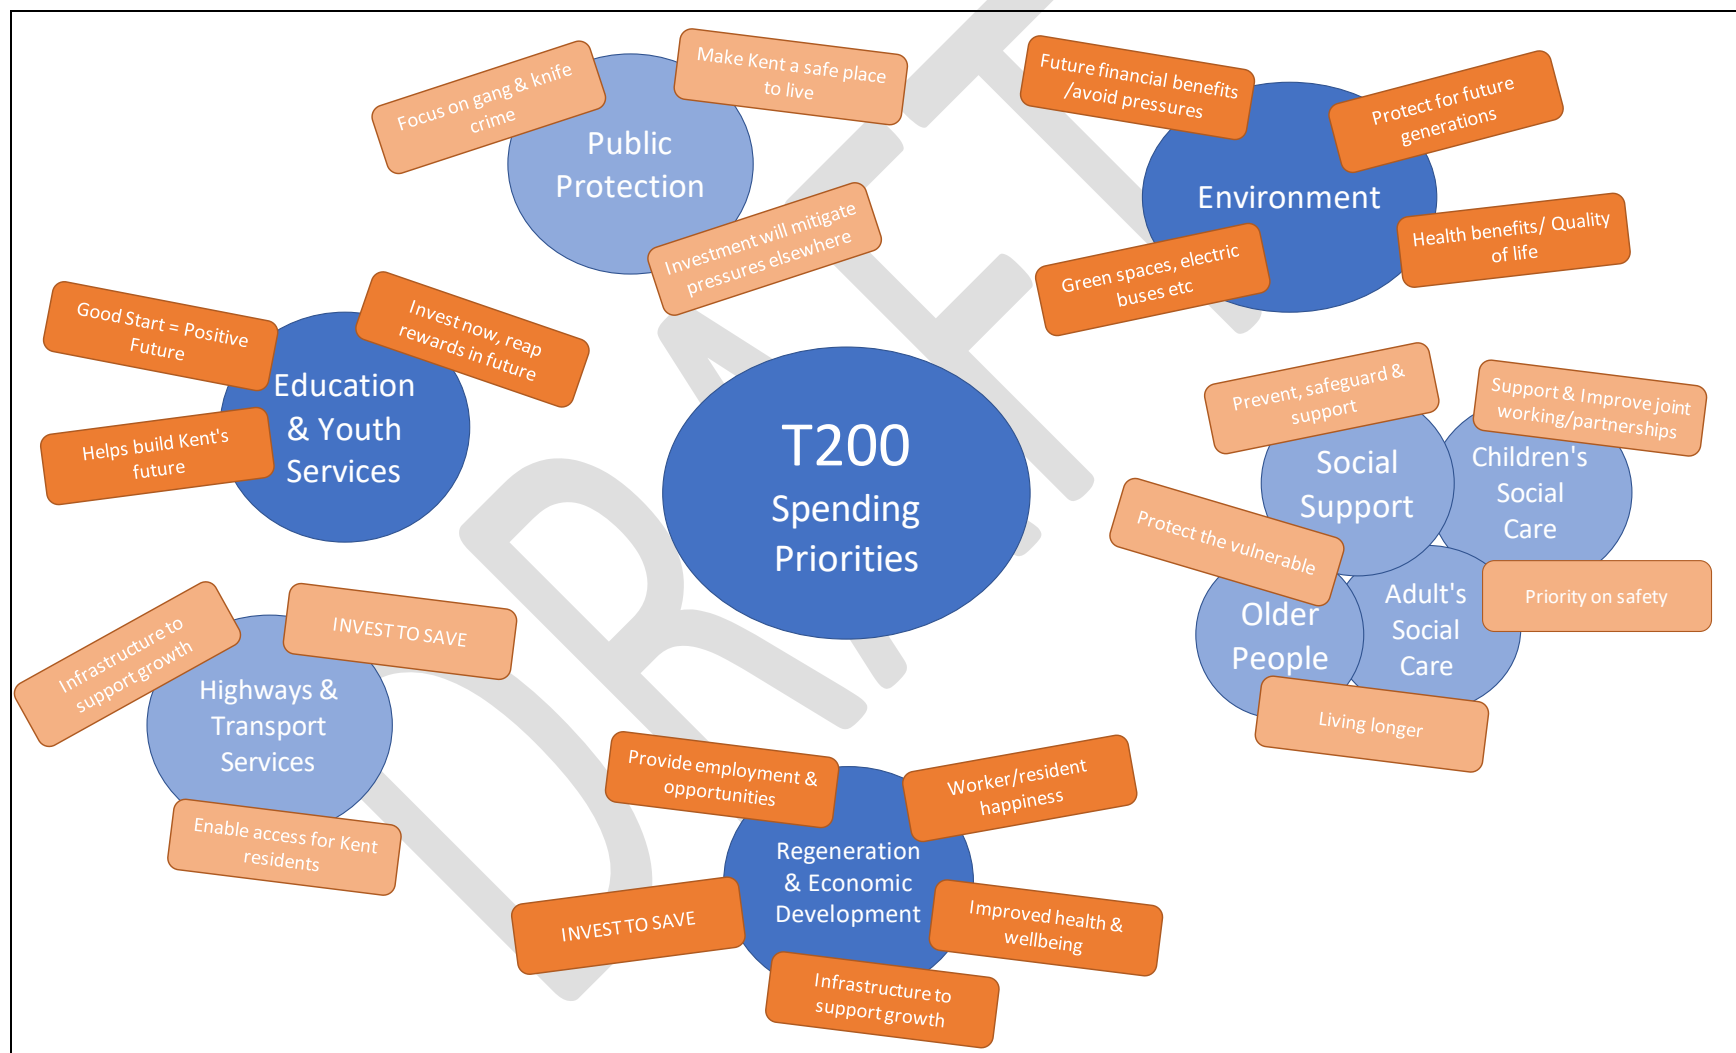 Focus on gang & knife
crime
Make Kent a safe place
to live
Public
Protection
Investment will mitigate
pressures elsewhere
Future financial benefits
/avoid pressures
Protect for future
generations
Environment
Health benefits/ Quality
of life
Green spaces, electric
buses etc
Good Start = Positive
Future
Invest now, reap
rewards in future
Education
& Youth
Services
Helps build Kent's
future
T200
Spending
Priorities
Prevent, safeguard &
support
Support & Improve joint
working/partnerships
Social
Support
Children's
Social
Care
Protect the vulnerable
Priority on safety
Older
People
Adult's
Social
Care
Living longer
Infrastructure to
support growth
INVEST TO SAVE
Highways &
Transport
Services
Enable access for Kent
residents
Provide employment &
opportunities
Worker/resident
happiness
Regeneration
& Economic
Development
INVEST TO SAVE
Improved health &
wellbeing
Infrastructure to
support growth
DRAFT